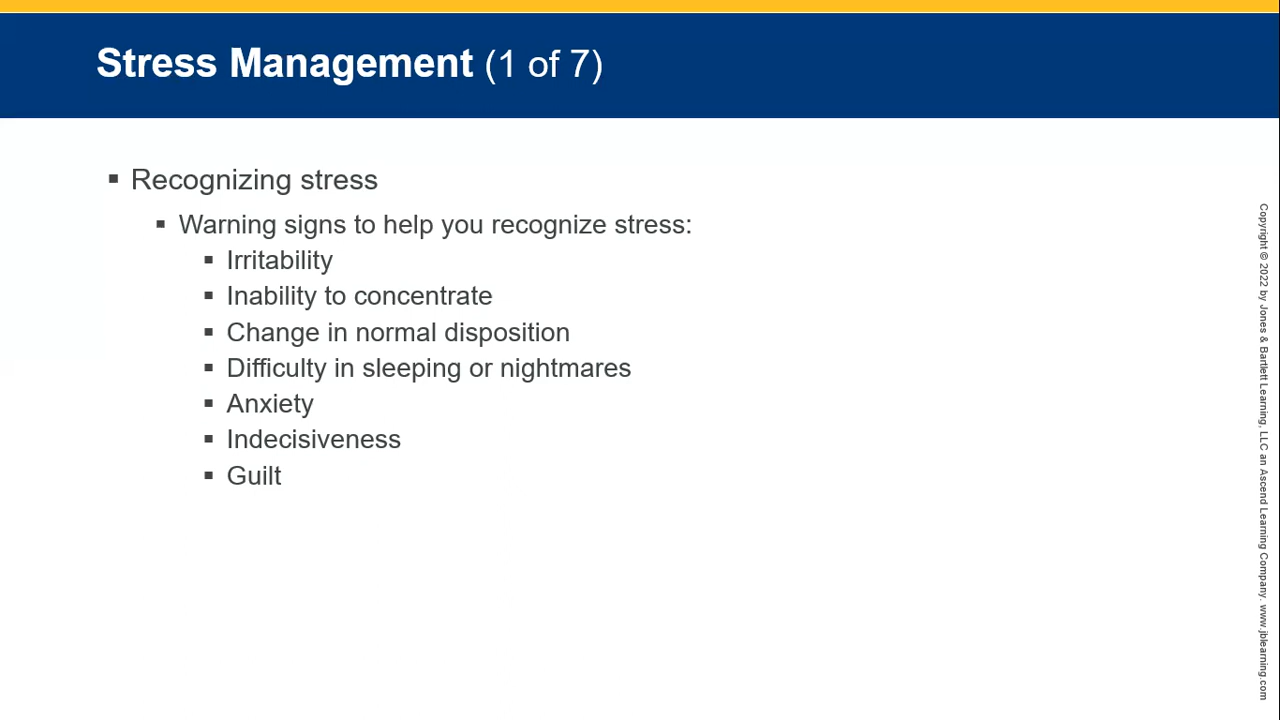 Stress Management (1 of 7)
▪ Recognizing stress
▪ Warning signs to help you recognize stress:
▪ Irritability
▪ Inability to concentrate
▪ Change in normal disposition
▪ Difficulty in sleeping or nightmares
▪ Anxiety
▪ Indecisiveness
▪ Guilt
Copyright © 2022 by Jones & Bartlett Learning, LLC an Ascend Learning Company. www.jblearning.com